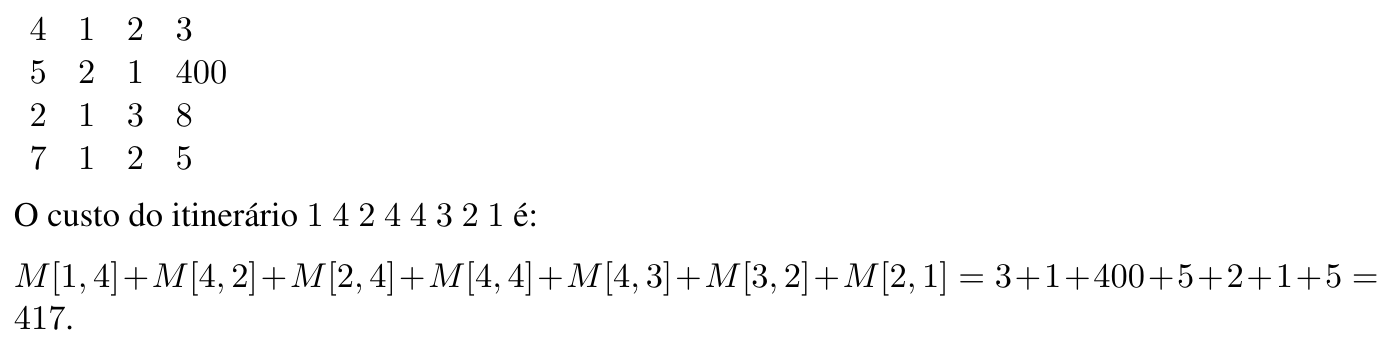 4 1 2 3
5 2 1 400
2 1 3 8
7 1 2 5
O custo do itinerário 1 4 2 4 4 3 2 1 é:
M[1, 4]+M[4, 2]+M[2, 4]+M[4, 4]+M[4, 3]+M[3, 2]+M[2, 1] = 3+1+400+5+2+1+5 =
417.